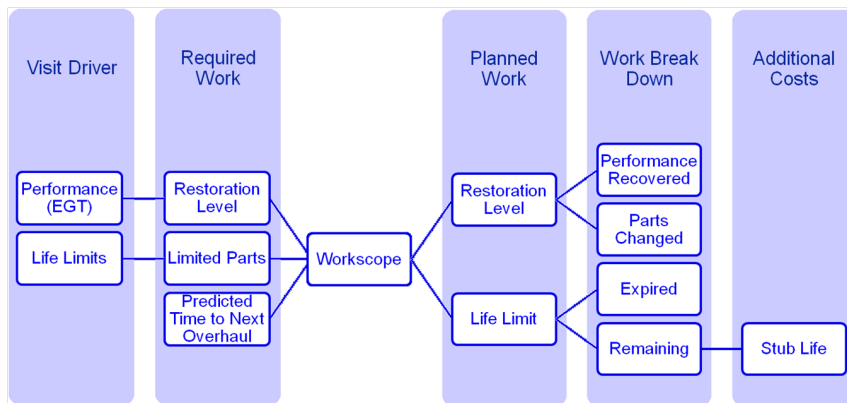 Visit Driver
Required
Work
Planned
Work
Work Break
Down
Additional
Costs
Performance
(EGT)
Life Limits
Restoration
Level
Limited Parts
Predicted
Time to Next
Overhaul
Workscope
Restoration
Level
Life Limit
Performance
Recovered
Parts
Changed
Expired
Remaining
Stub Life